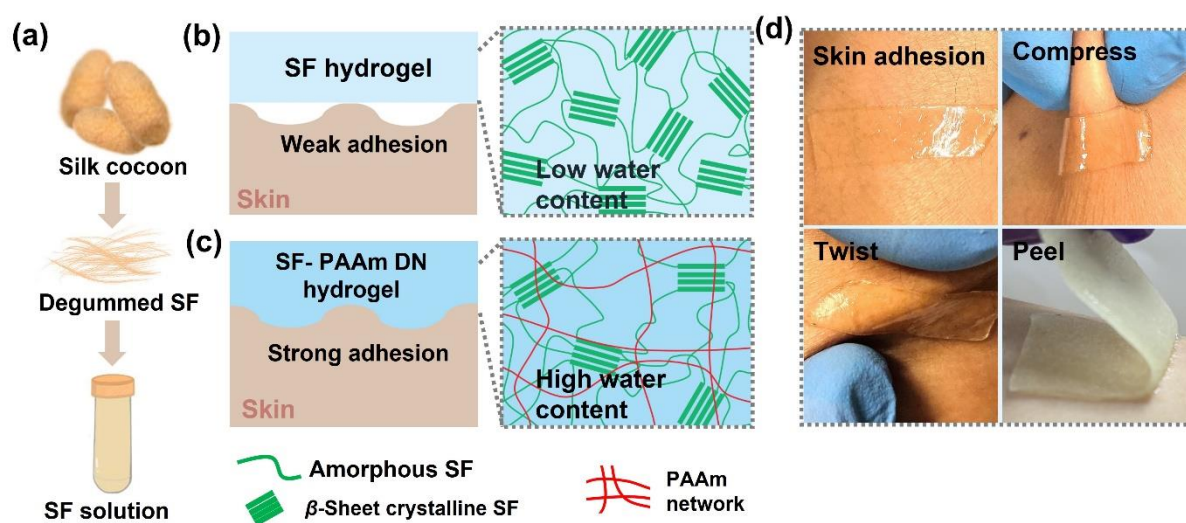 (a)
Silk cocoon
Degummed SF
SF solution
(b)
SF hydrogel
Weak adhesion
Skin
Low water
content
(c)
SF- PAAm DN
hydrogel
Strong adhesion
Skin
High water
content
Amorphous SF
β-Sheet crystalline SF
PAAm
network
(d)
Skin adhesion
Compress
Twist
Peel